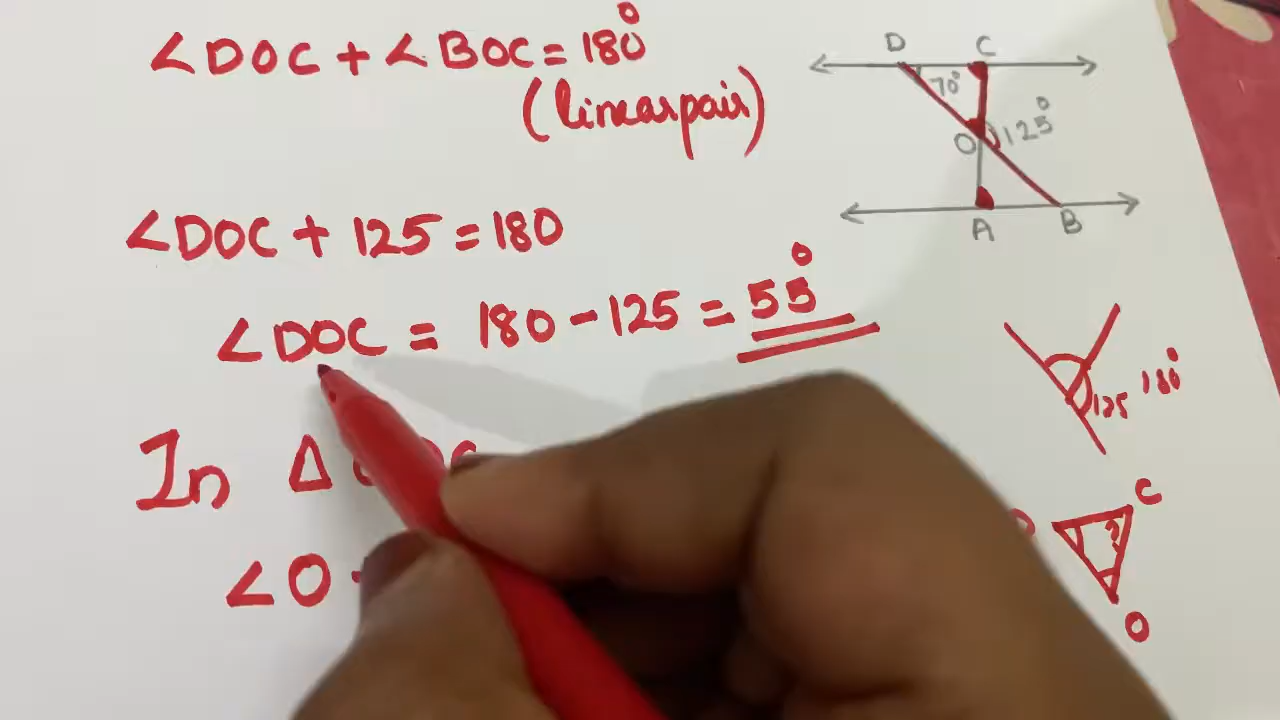 ∠DOC + ∠BOC = 180°
(linear pair)
∠DOC + 125 = 180
∠DOC = 180 - 125 = 55°
In Δ
∠O
D C
70°
O 125°
A B
125 180°
C
?
O